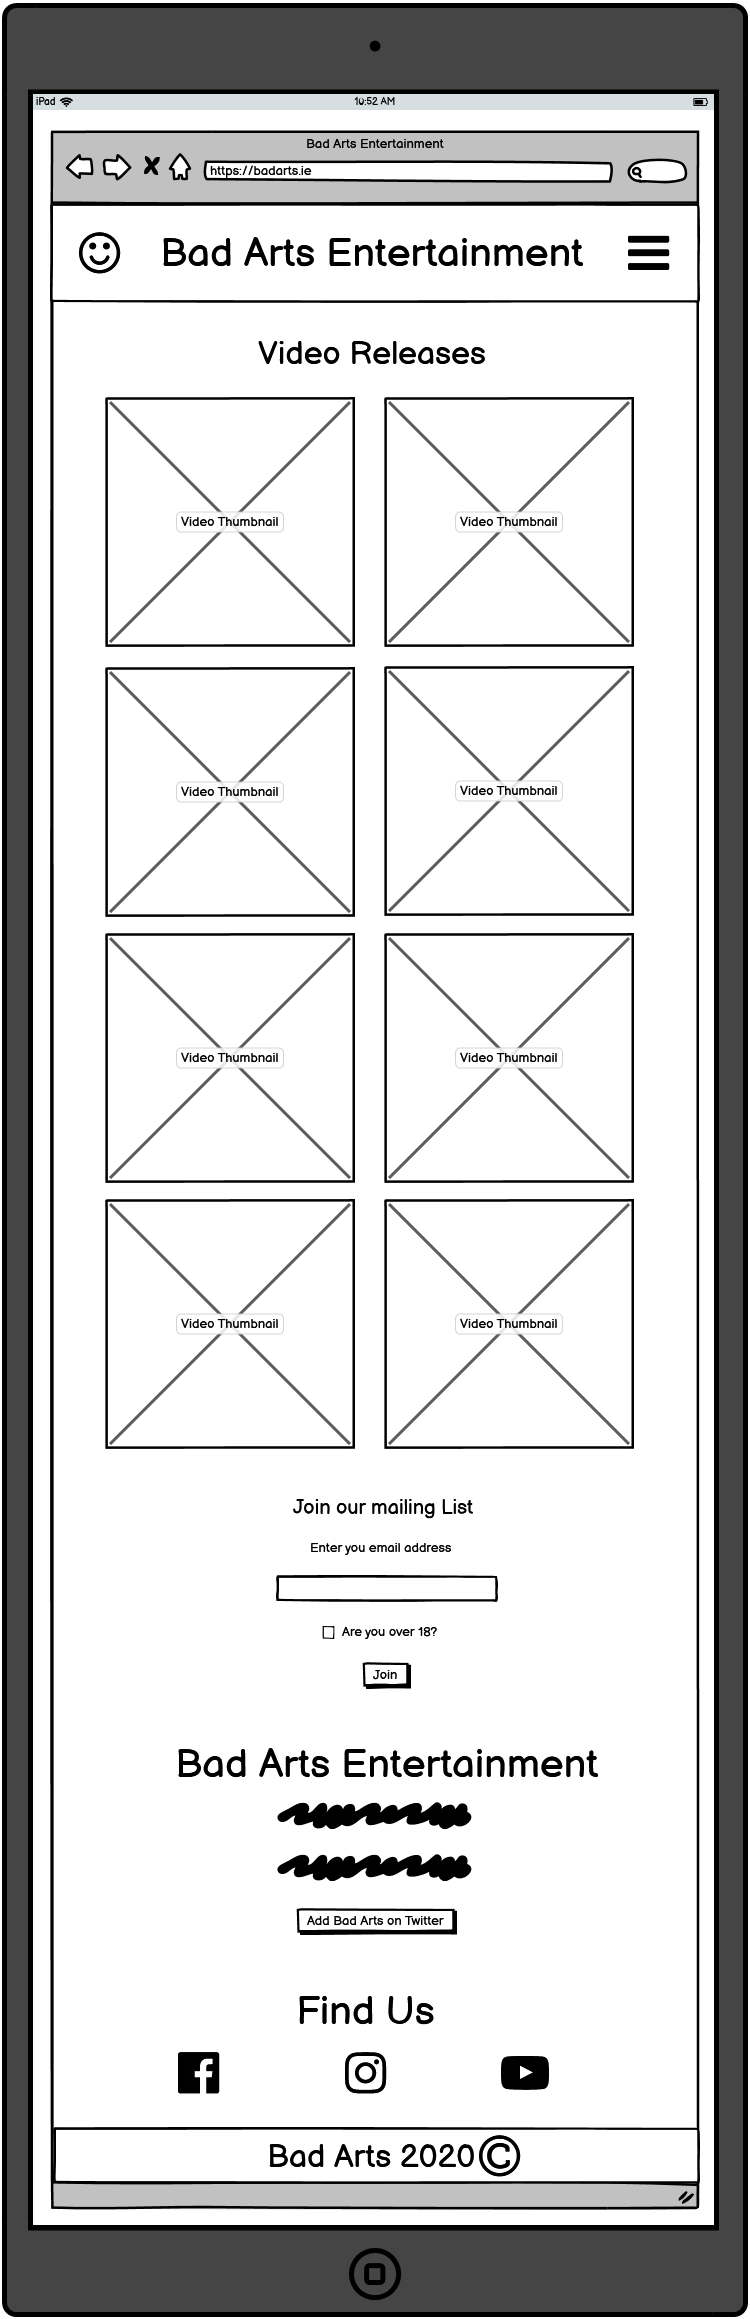 iPad
10:52 AM
Bad Arts Entertainment
https://badarts.ie
Bad Arts Entertainment
Video Releases
Video Thumbnail Video Thumbnail
Video Thumbnail Video Thumbnail
Video Thumbnail Video Thumbnail
Video Thumbnail Video Thumbnail
Join our mailing List
Enter you email address
Are you over 18?
Join
Bad Arts Entertainment
Add Bad Arts on Twitter
Find Us
Bad Arts 2020©